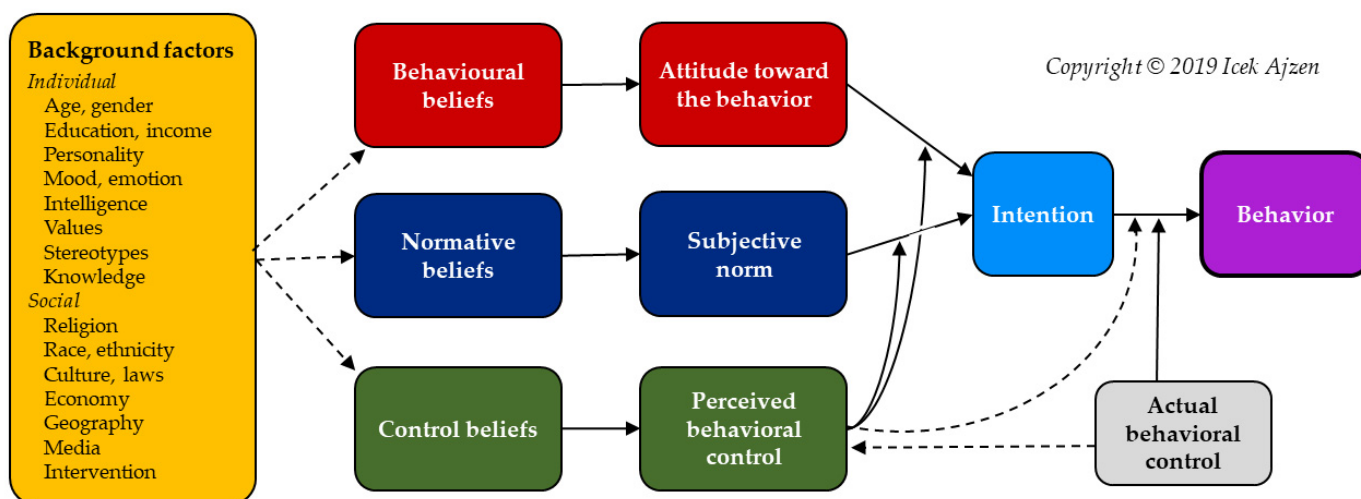 Background factors
Individual
Age, gender
Education, income
Personality
Mood, emotion
Intelligence
Values
Stereotypes
Knowledge
Social
Religion
Race, ethnicity
Culture, laws
Economy
Geography
Media
Intervention
Behavioural
beliefs
Attitude toward
the behavior
Copyright © 2019 Icek Ajzen
Normative
beliefs
Subjective
norm
Intention
Behavior
Control beliefs
Perceived
behavioral
control
Actual
behavioral
control